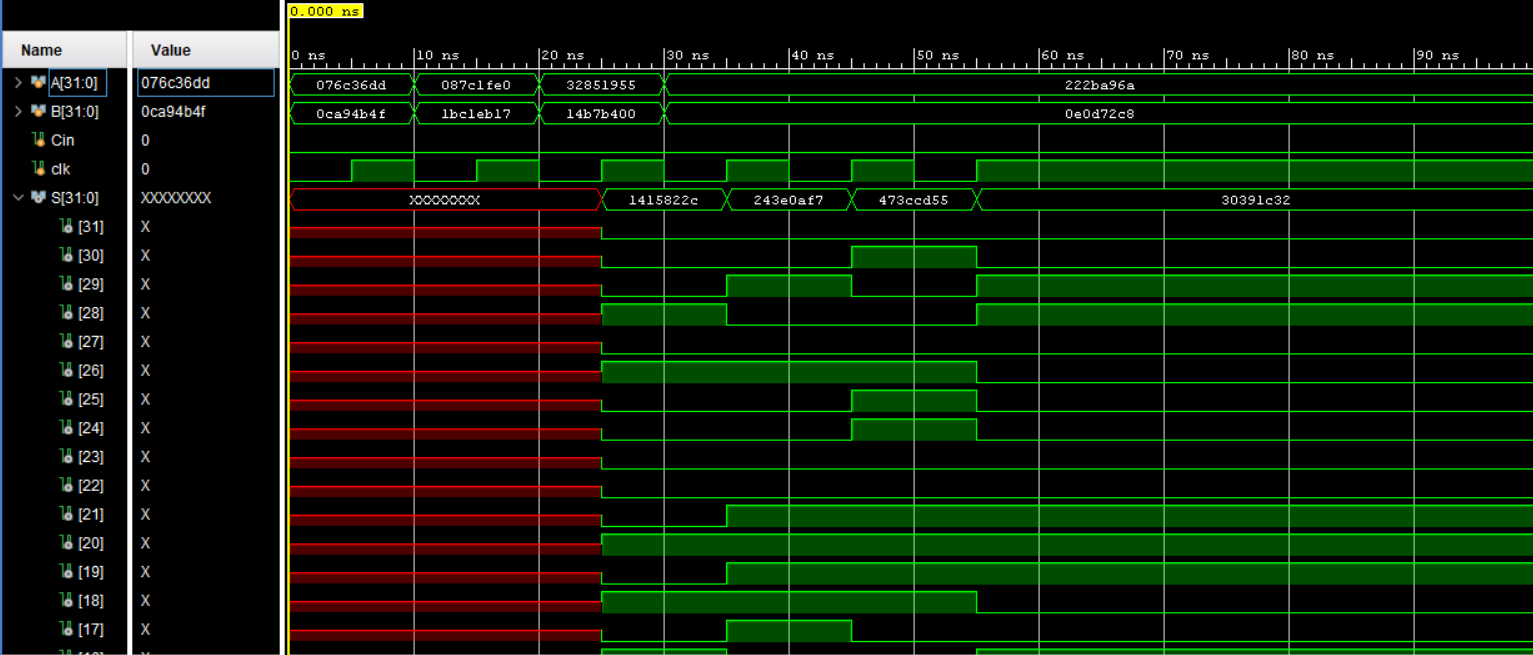 0.000 ns
Name Value
0 ns 10 ns 20 ns 30 ns 40 ns 50 ns 60 ns 70 ns 80 ns 90 ns
A[31:0] 076c36dd 076c36dd 087c1fe0 32851955 222ba96a
B[31:0] 0ca94b4f 0ca94b4f 1bc1eb17 14b7b400 0e0d72c8
Cin 0
clk 0
S[31:0] XXXXXXXX XXXXXXXX 1415822c 243e0af7 473ccd55 30391c32
[31] X
[30] X
[29] X
[28] X
[27] X
[26] X
[25] X
[24] X
[23] X
[22] X
[21] X
[20] X
[19] X
[18] X
[17] X